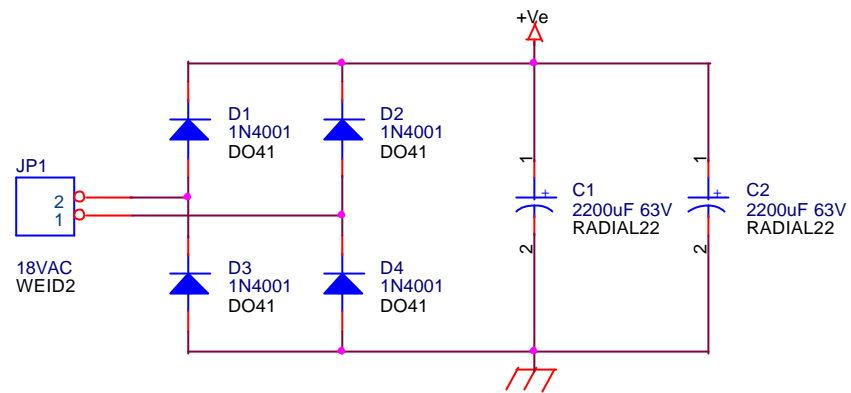 +Ve
D1
1N4001
DO41
D2
1N4001
DO41
JP1
2
1
18VAC
WEID2
1
+
2
C1
2200uF 63V
RADIAL22
1
+
2
C2
2200uF 63V
RADIAL22
D3
1N4001
DO41
D4
1N4001
DO41